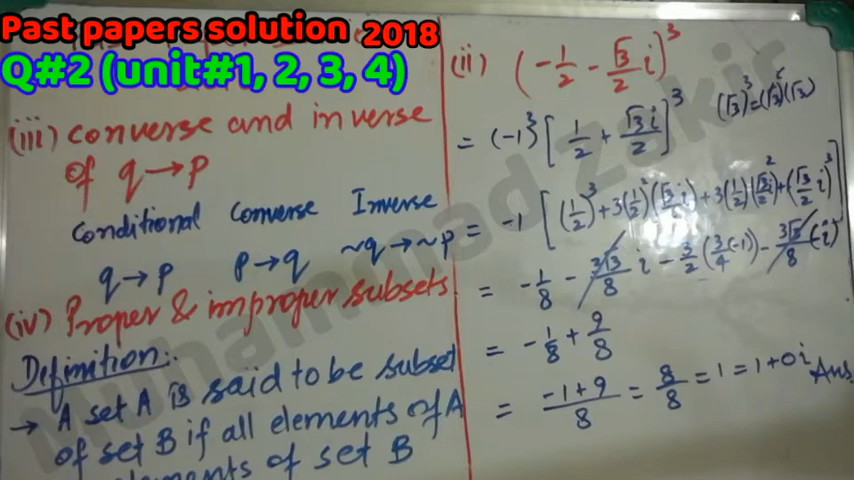 Past papers solution 2018
Q#2 (unit#1, 2, 3, 4)
(iii) converse and inverse
of q→p
Conditional Converse Inverse
q→p p→q ~q→~p
(iv) Proper & improper subsets
Definition:.
→ A set A is said to be subset
of set B if all elements of A
elements of set B
(ii) (-1/2 - √3/2 i)³
= (-1)³ [1/2 + √3i/2]³ (√3)³=(√3)²(√3)
= -1 [(1/2)³+3(1/2)²(√3/2 i)+3(1/2)(√3/2 i)²+(√3/2 i)³]
= -1/8 - 3√3/8 i - 3/2(3/4(-1)) - 3√3/8(-i)
= -1/8 + 9/8
= -1+9/8 = 8/8 = 1 = 1+0i Ans
Muhammad Zakir